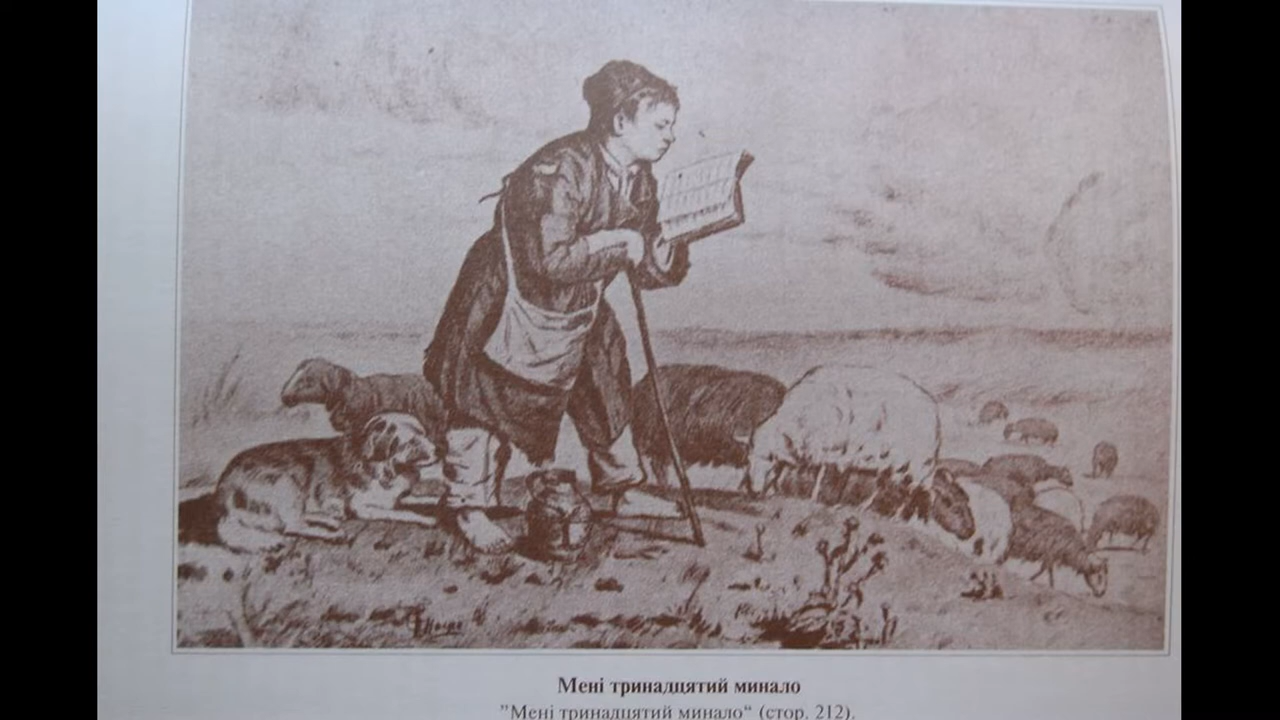 Мені тринадцятий минало
"Мені тринадцятий минало“ (стор. 212).